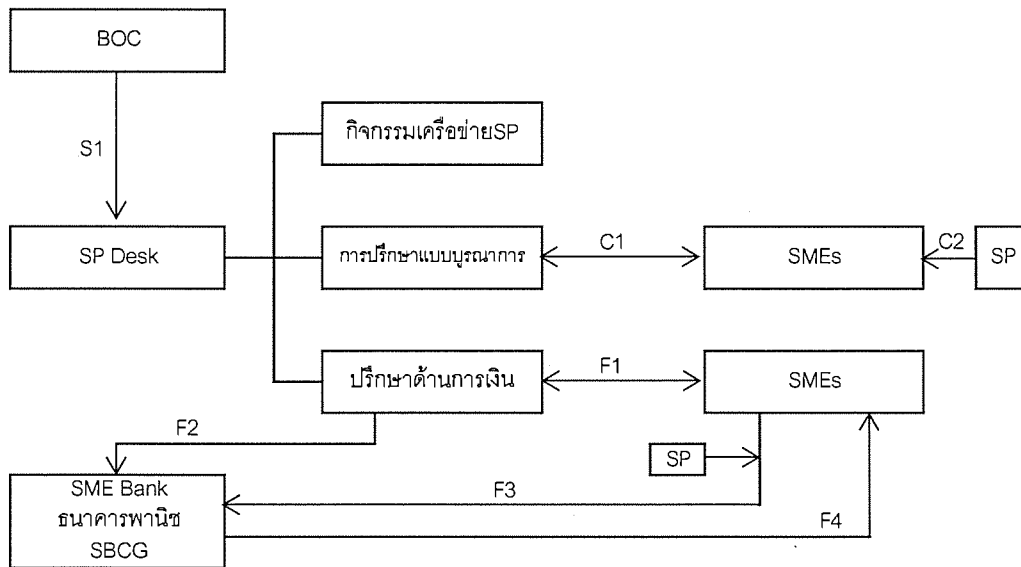 BOC
กิจกรรมเครือข่ายSP
S1
SP Desk
การปรึกษาแบบบูรณาการ
C1
SMEs
C2
SP
ปรึกษาด้านการเงิน
F1
SMEs
F2
SP
SME Bank
ธนาคารพานิช
SBCG
F3
F4